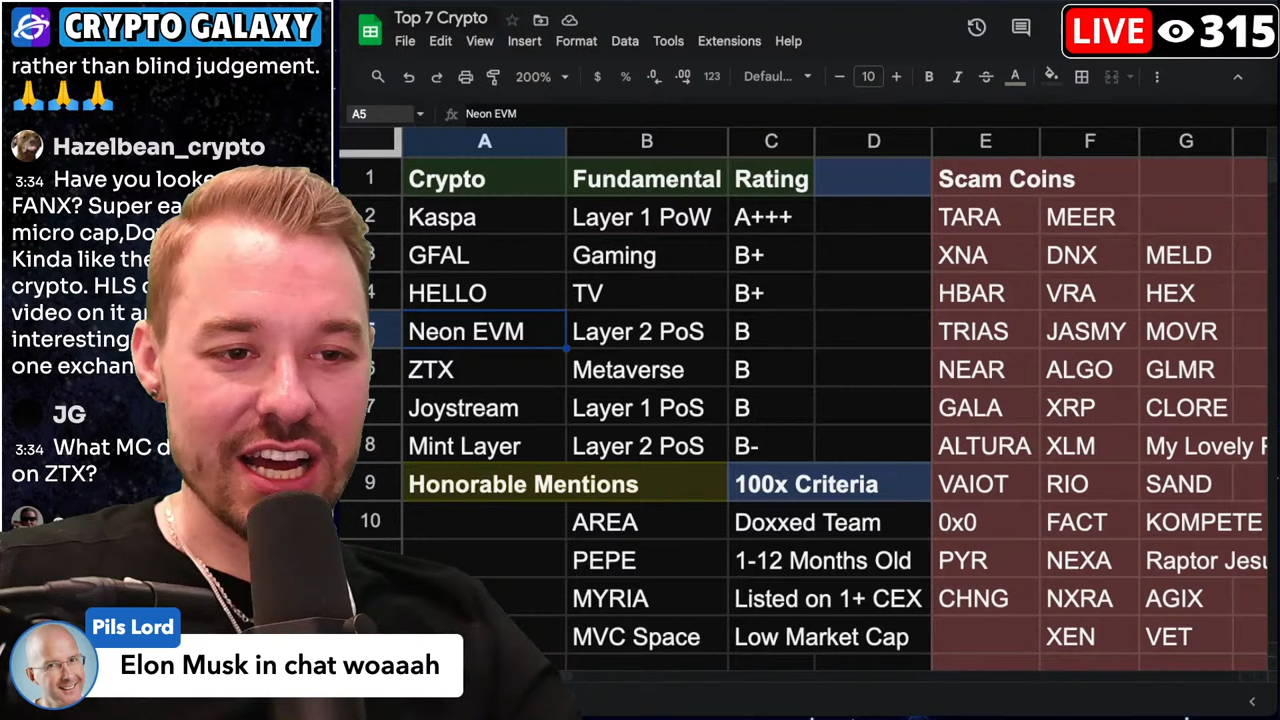 CRYPTO GALAXY
rather than blind judgement.
🙏🙏🙏
Hazelbean_crypto
3:34 Have you looke
FANX? Super ea
micro cap,Do
Kinda like the
crypto. HLS
video on it a
interesting
one exchan
JG
3:34 What MC d
on ZTX?
Pils Lord
Elon Musk in chat woaaah
Top 7 Crypto
File Edit View Insert Format Data Tools Extensions Help
200% $ % .0 .00 123 Defaul... − 10 + B I S A
A5 fx Neon EVM
LIVE 315
A B C D E F G
1 Crypto Fundamental Rating Scam Coins
2 Kaspa Layer 1 PoW A+++ TARA MEER
3 GFAL Gaming B+ XNA DNX MELD
4 HELLO TV B+ HBAR VRA HEX
5 Neon EVM Layer 2 PoS B TRIAS JASMY MOVR
6 ZTX Metaverse B NEAR ALGO GLMR
7 Joystream Layer 1 PoS B GALA XRP CLORE
8 Mint Layer Layer 2 PoS B- ALTURA XLM My Lovely
9 Honorable Mentions 100x Criteria VAIOT RIO SAND
10 AREA Doxxed Team 0x0 FACT KOMPETE
PEPE 1-12 Months Old PYR NEXA Raptor Jesu
MYRIA Listed on 1+ CEX CHNG NXRA AGIX
MVC Space Low Market Cap XEN VET